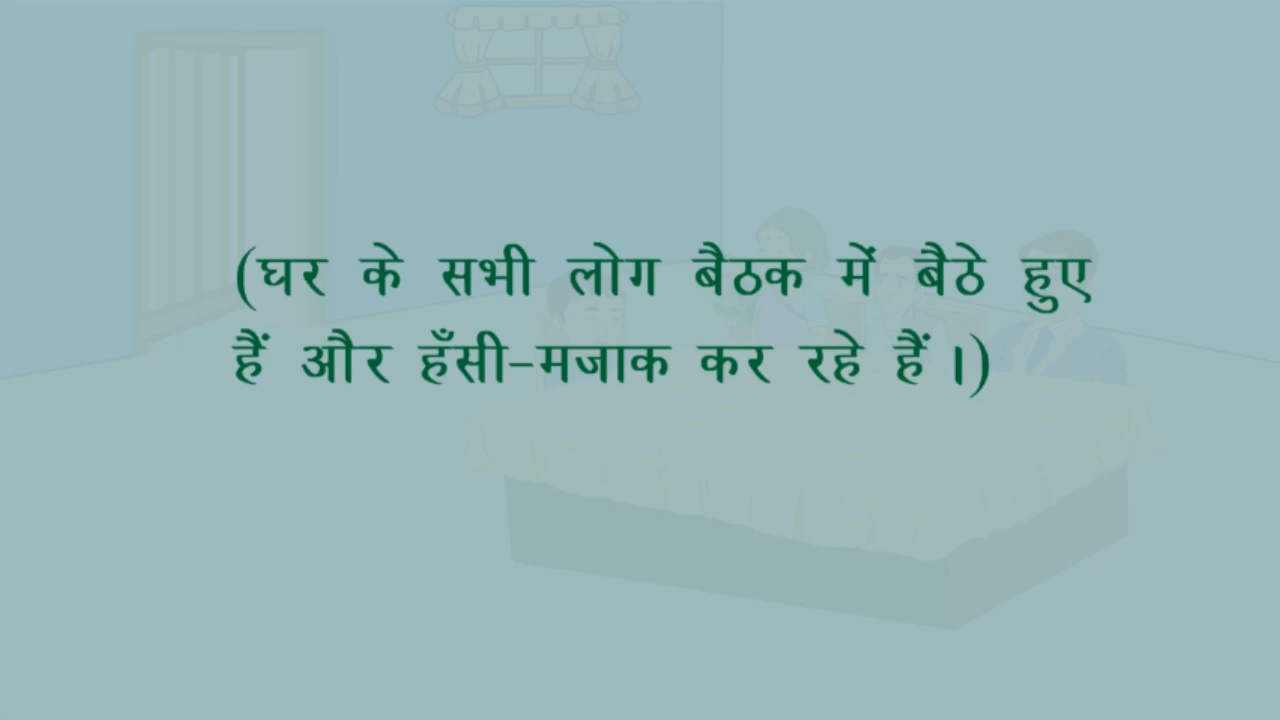 (घर के सभी लोग बैठक में बैठे हुए
हैं और हँसी-मजाक कर रहे हैं।)